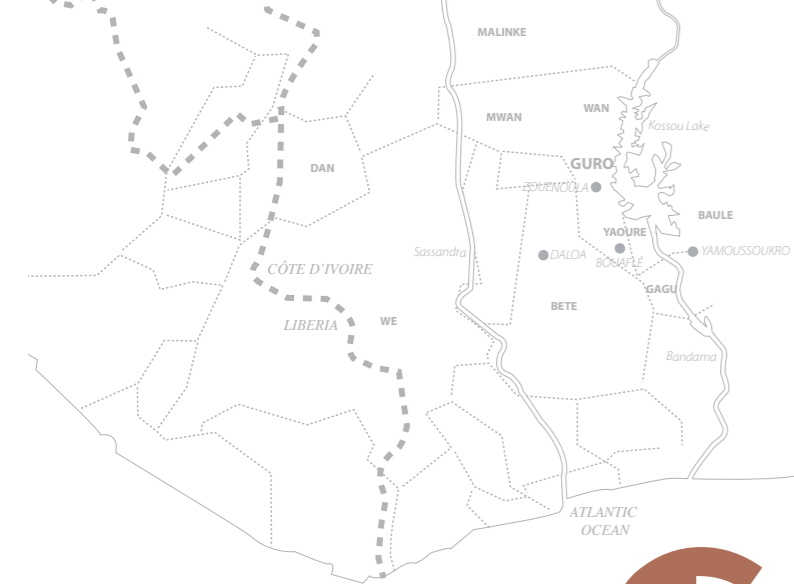 MALINKE
WAN
MWAN
Kossou Lake
DAN
GURO
ZOUENOULA
BAULE
YAOURE
Sassandra
DALOA
BOUAFLÉ
YAMOUSSOUKRO
CÔTE D'IVOIRE
GAGU
BETE
LIBERIA
WE
Bandama
ATLANTIC
OCEAN